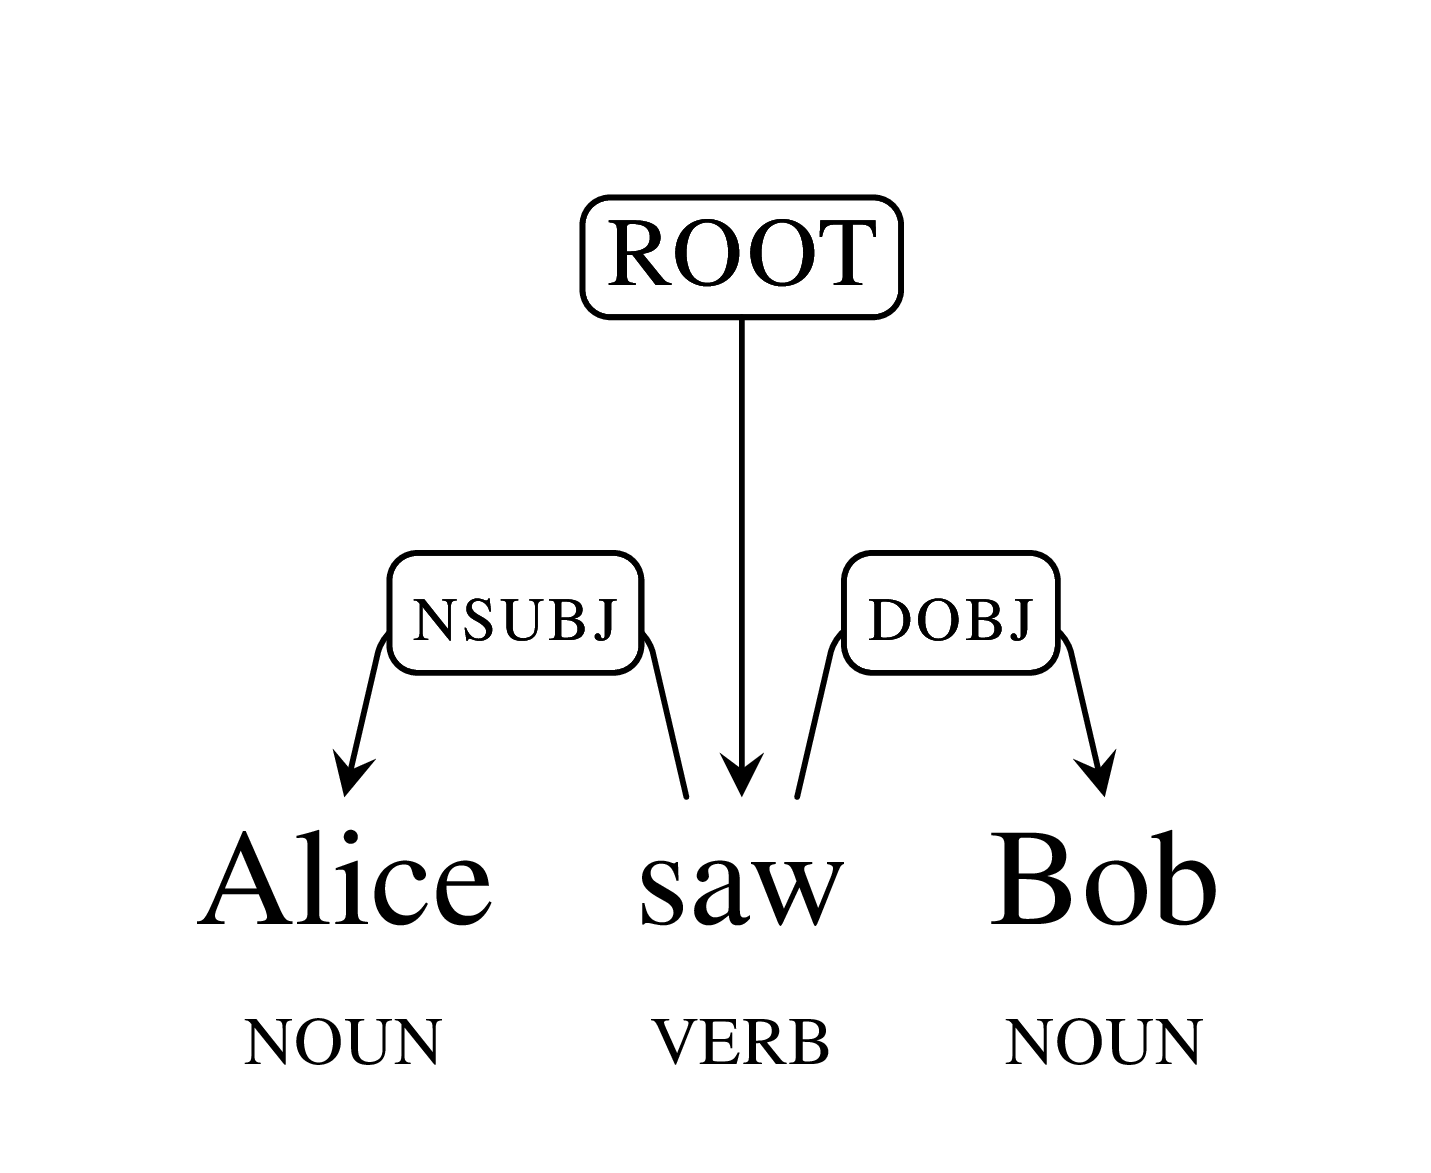 ROOT
NSUBJ DOBJ
Alice saw Bob
NOUN VERB NOUN